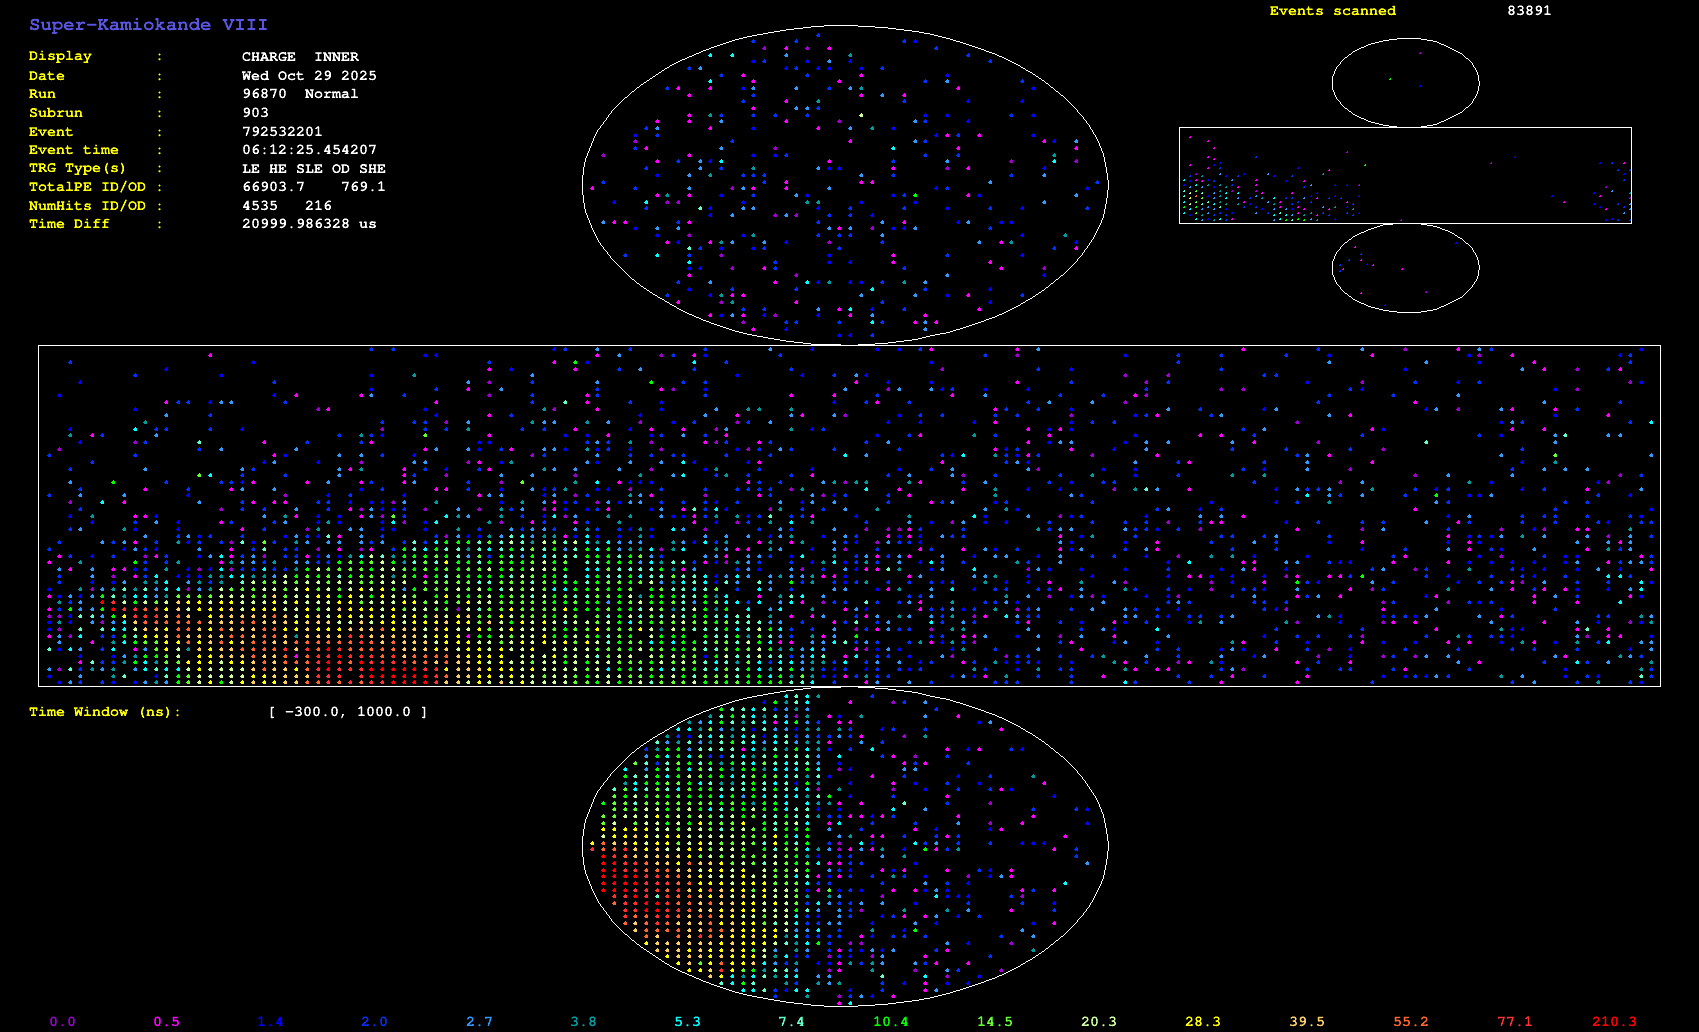 Super-Kamiokande VIII
Events scanned 83891
Display : CHARGE INNER
Date : Wed Oct 29 2025
Run : 96870 Normal
Subrun : 903
Event : 792532201
Event time : 06:12:25.454207
TRG Type(s) : LE HE SLE OD SHE
TotalPE ID/OD : 66903.7 769.1
NumHits ID/OD : 4535 216
Time Diff : 20999.986328 us
Time Window (ns): [ -300.0, 1000.0 ]
0.0 0.5 1.4 2.0 2.7 3.8 5.3 7.4 10.4 14.5 20.3 28.3 39.5 55.2 77.1 210.3